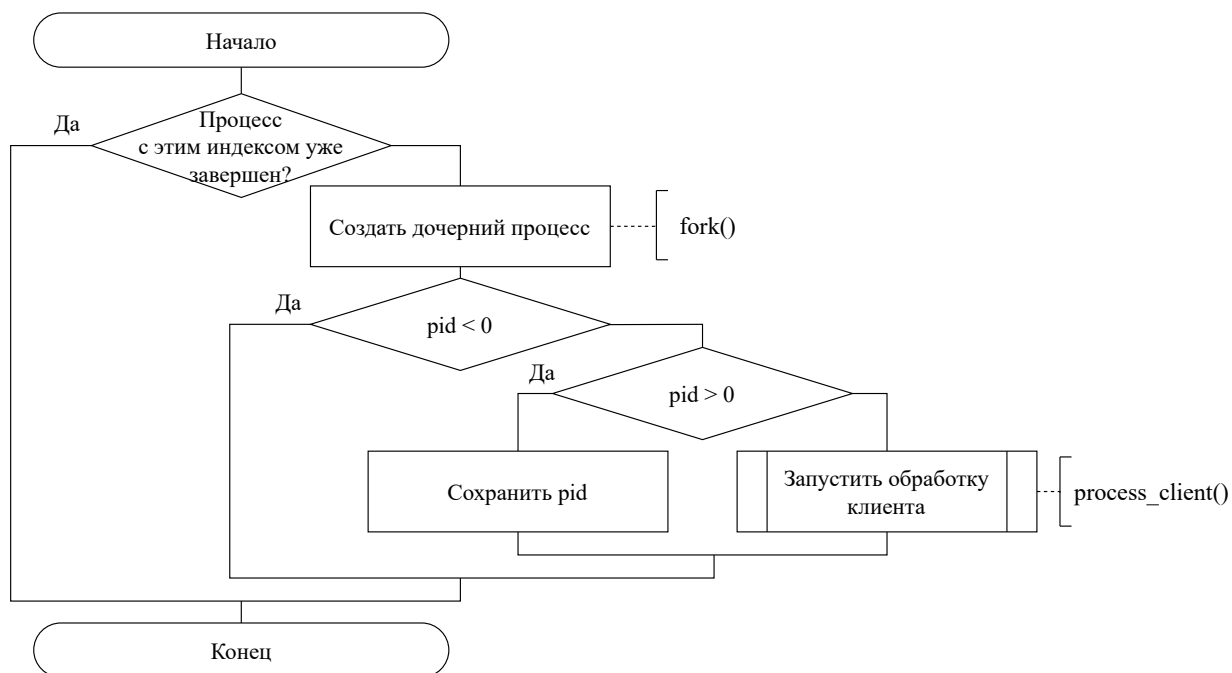 Начало
Да
Процесс
с этим индексом уже
завершен?
Создать дочерний процесс
fork()
Да
pid < 0
Да
pid > 0
Сохранить pid
Запустить обработку
клиента
process_client()
Конец